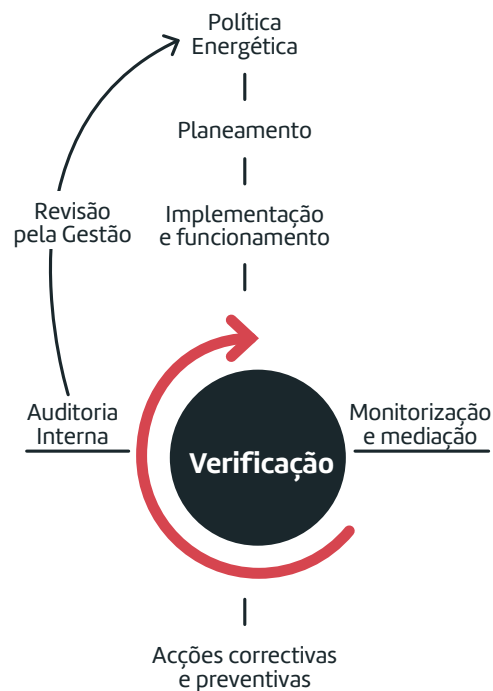 Política
Energética
Planeamento
Implementação
e funcionamento
Revisão
pela Gestão
Auditoria
Interna
Verificação
Monitorização
e mediação
Acções correctivas
e preventivas